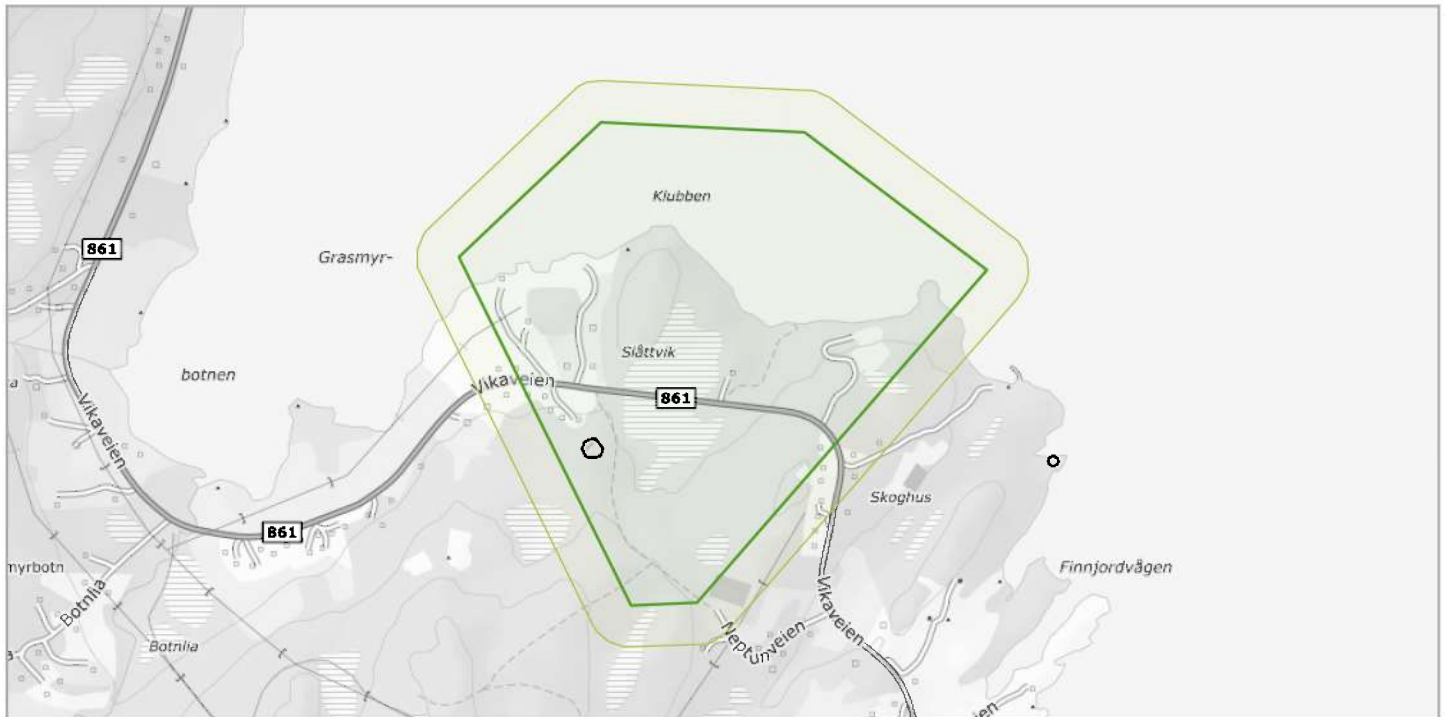 Klubben
861
Grasmyr-
Slåttvik
botnen
Vikaveien
861
Vikaveien
Skoghus
861
myrbotn
Finnjordvågen
Botnlia
Vikaveien
Neptunveien
Botnlia